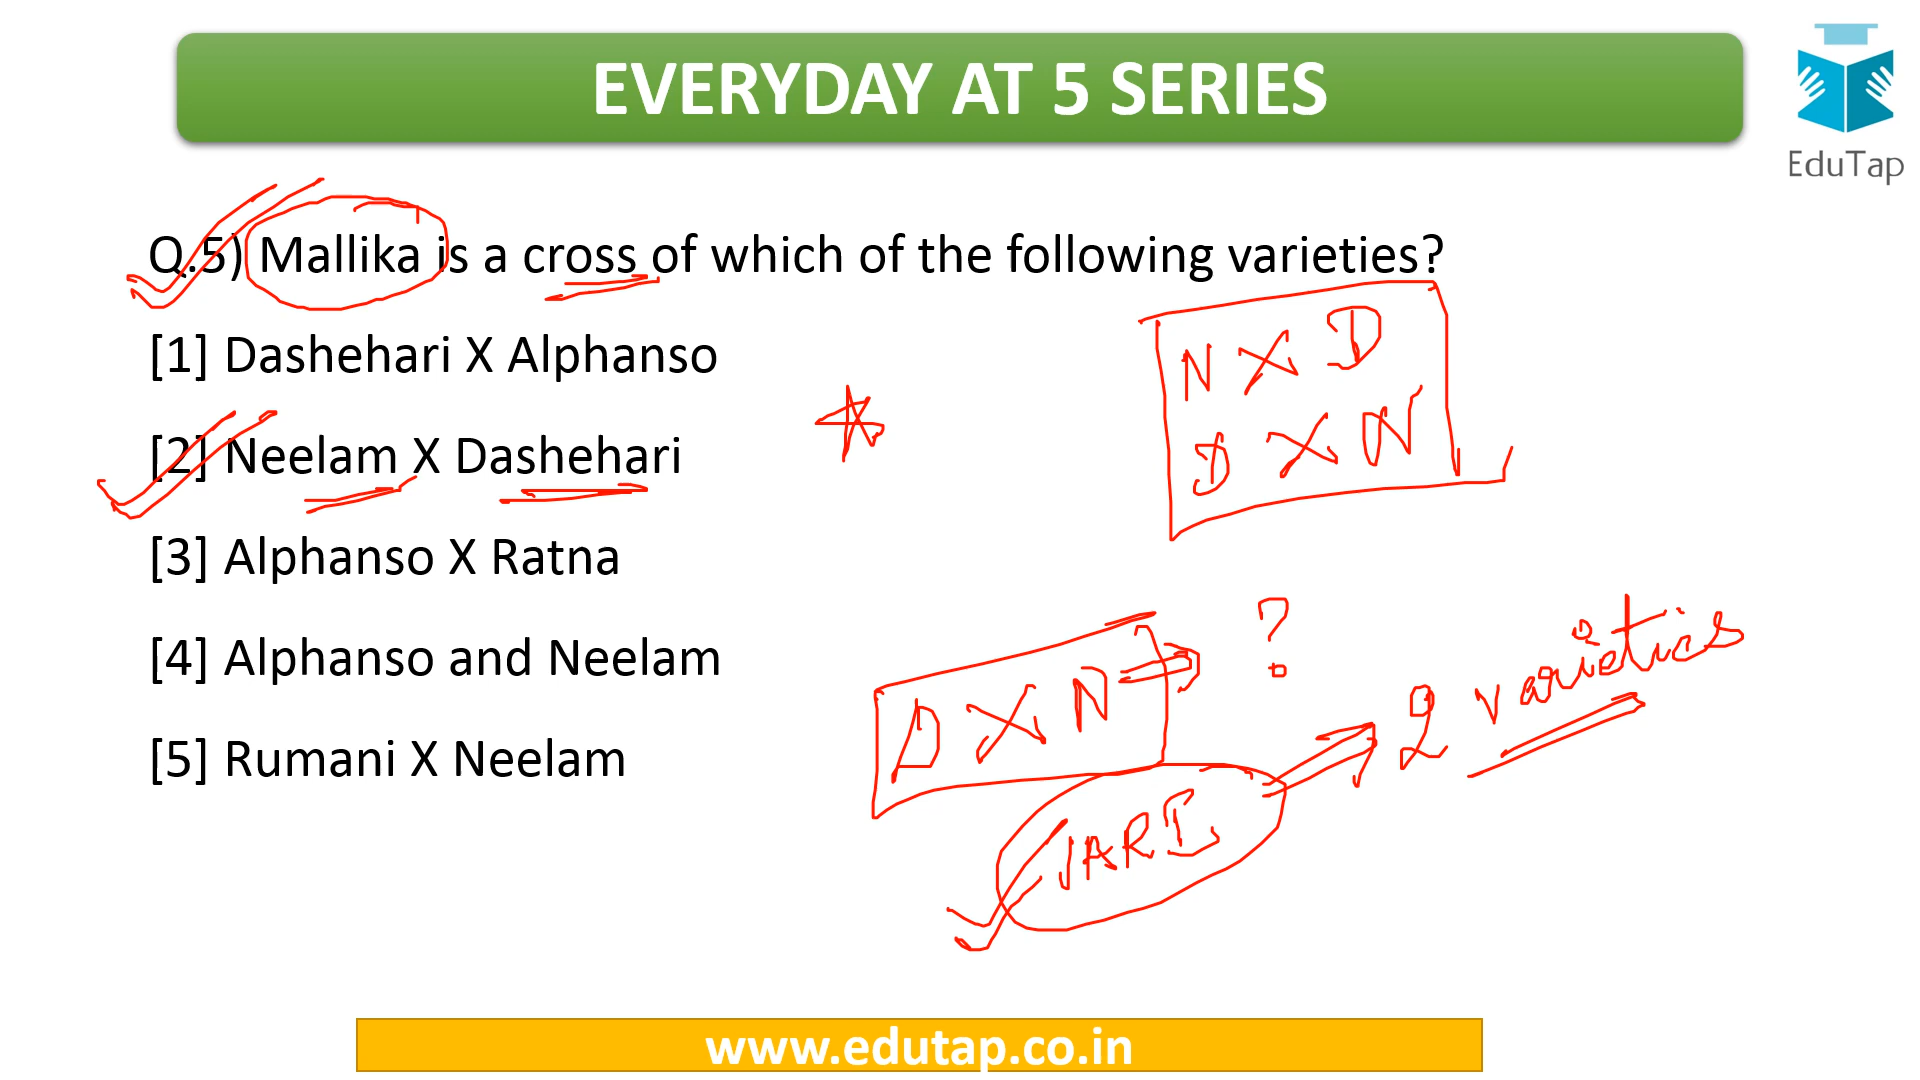 EVERYDAY AT 5 SERIES
EduTap
Q.5) Mallika is a cross of which of the following varieties?
[1] Dashehari X Alphanso
N X D
[2] Neelam X Dashehari
D X N
[3] Alphanso X Ratna
[4] Alphanso and Neelam
?
2 varieties
D X N
[5] Rumani X Neelam
IARI
www.edutap.co.in